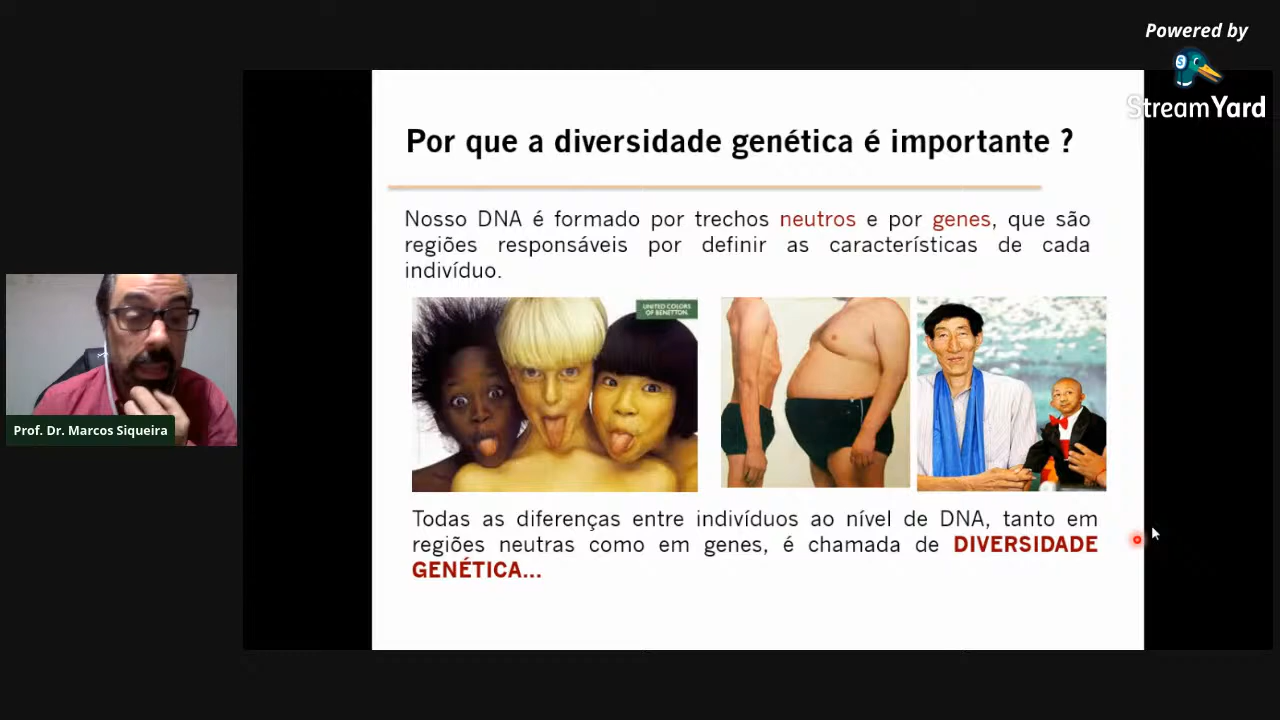 Powered by
StreamYard
Por que a diversidade genética é importante ?
Nosso DNA é formado por trechos neutros e por genes, que são
regiões responsáveis por definir as características de cada
indivíduo.
UNITED COLORS
OF BENETTON.
Prof. Dr. Marcos Siqueira
Todas as diferenças entre indivíduos ao nível de DNA, tanto em
regiões neutras como em genes, é chamada de DIVERSIDADE
GENÉTICA...